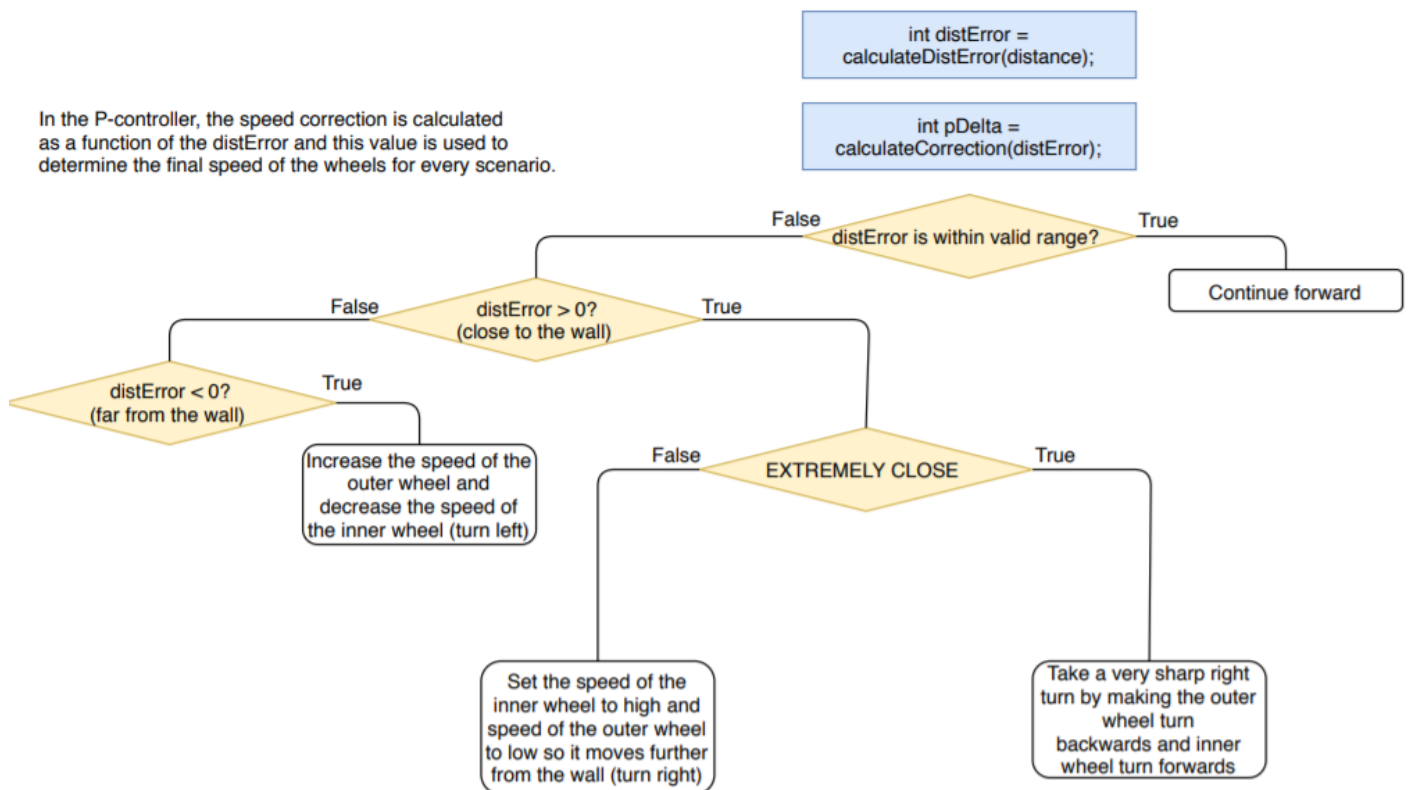 int distError =
calculateDistError(distance);
In the P-controller, the speed correction is calculated
as a function of the distError and this value is used to
determine the final speed of the wheels for every scenario.
int pDelta =
calculateCorrection(distError);
False
True
distError is within valid range?
Continue forward
False
distError > 0?
(close to the wall)
True
distError < 0?
(far from the wall)
True
Increase the speed of the
outer wheel and
decrease the speed of
the inner wheel (turn left)
False
EXTREMELY CLOSE
True
Set the speed of the
inner wheel to high and
speed of the outer wheel
to low so it moves further
from the wall (turn right)
Take a very sharp right
turn by making the outer
wheel turn
backwards and inner
wheel turn forwards